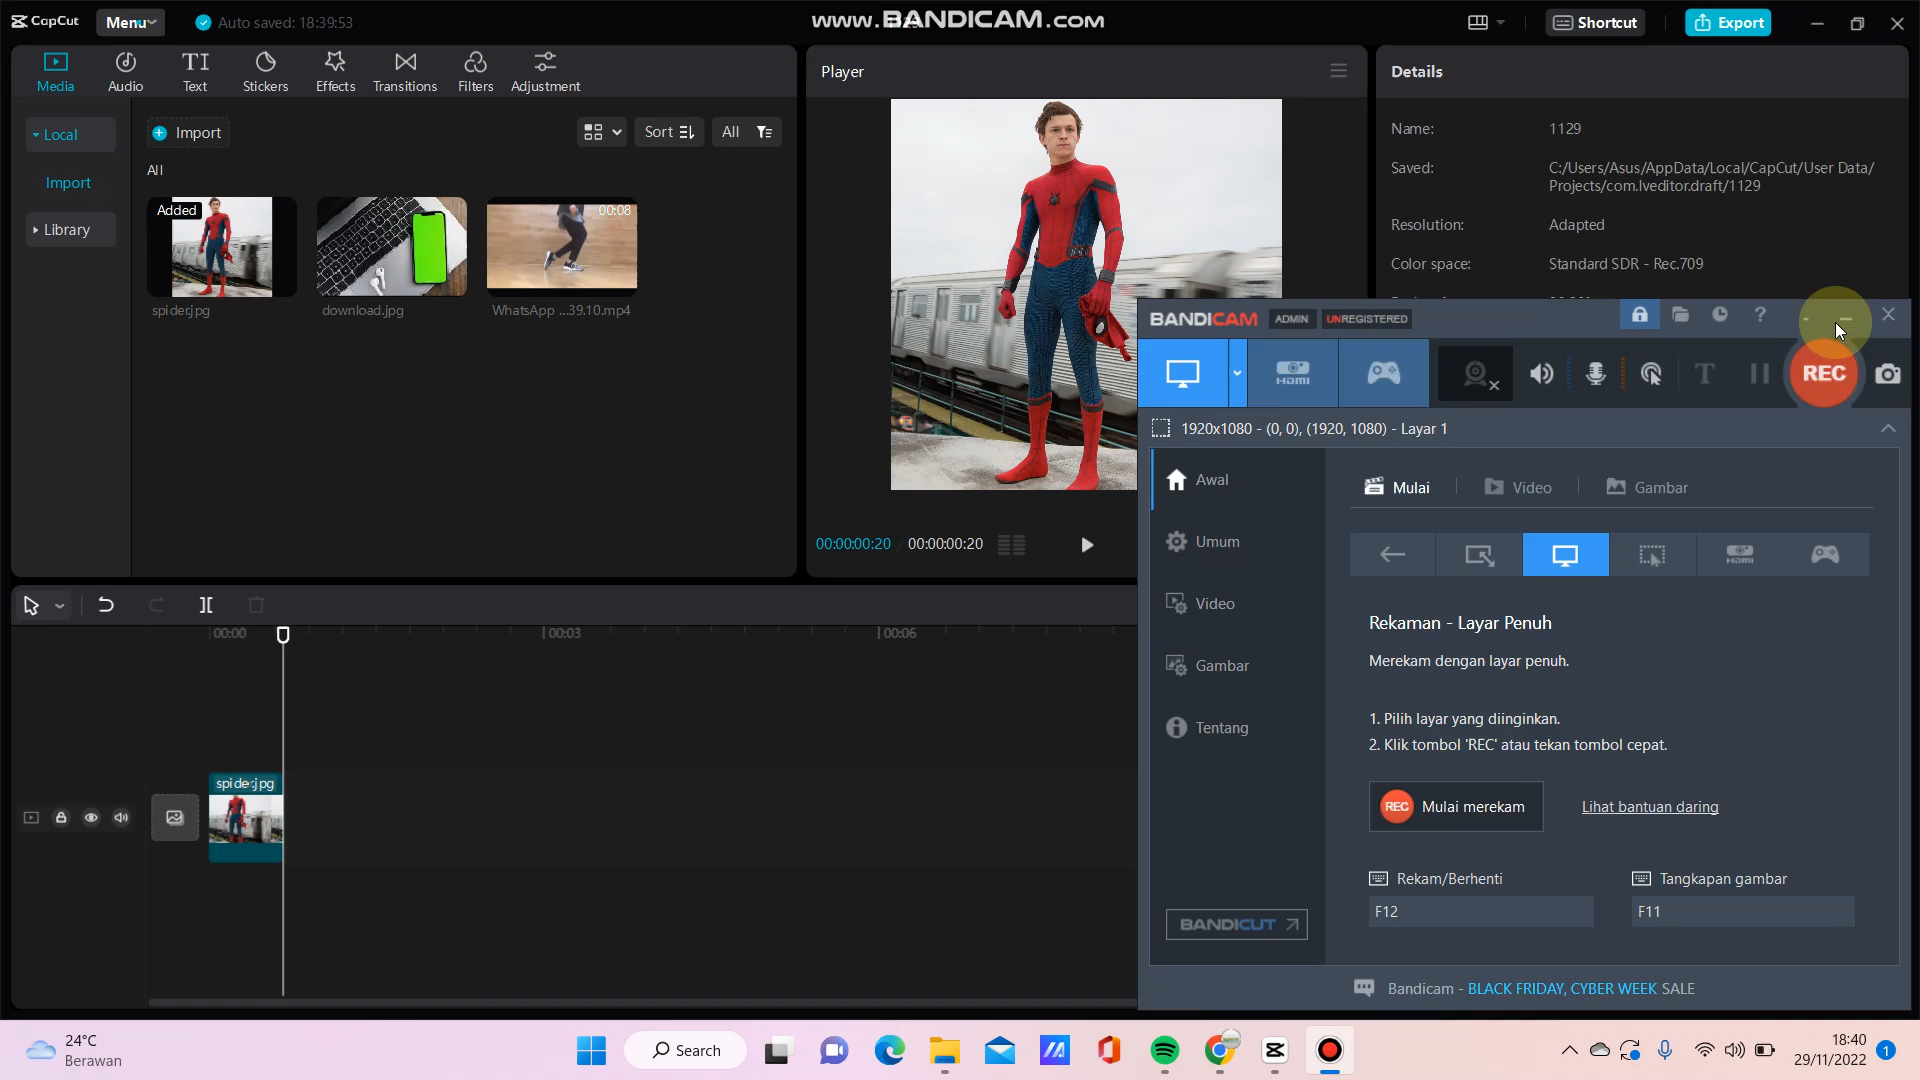 CapCut
Menu
Auto saved: 18:39:53
www.BANDICAM.com
Shortcut
Export
Media
Audio
Text
Stickers
Effects
Transitions
Filters
Adjustment
Local
Import
Library
Import
Sort
All
All
Added
spider.jpg
download.jpg
00:08
WhatsApp ...39.10.mp4
Player
00:00:00:20 / 00:00:00:20
Details
Name: 1129
Saved: C:/Users/Asus/AppData/Local/CapCut/User Data/
Projects/com.lveditor.draft/1129
Resolution: Adapted
Color space: Standard SDR - Rec.709
BANDICAM ADMIN UNREGISTERED
HDMI
REC
1920x1080 - (0, 0), (1920, 1080) - Layar 1
Awal
Umum
Video
Gambar
Tentang
BANDICUT
Mulai
Video
Gambar
HDMI
Rekaman - Layar Penuh
Merekam dengan layar penuh.
1. Pilih layar yang diinginkan.
2. Klik tombol 'REC' atau tekan tombol cepat.
REC Mulai merekam
Lihat bantuan daring
Rekam/Berhenti
F12
Tangkapan gambar
F11
Bandicam - BLACK FRIDAY, CYBER WEEK SALE
00:00
00:03
00:06
spider.jpg
24°C
Berawan
Search
18:40
29/11/2022
1